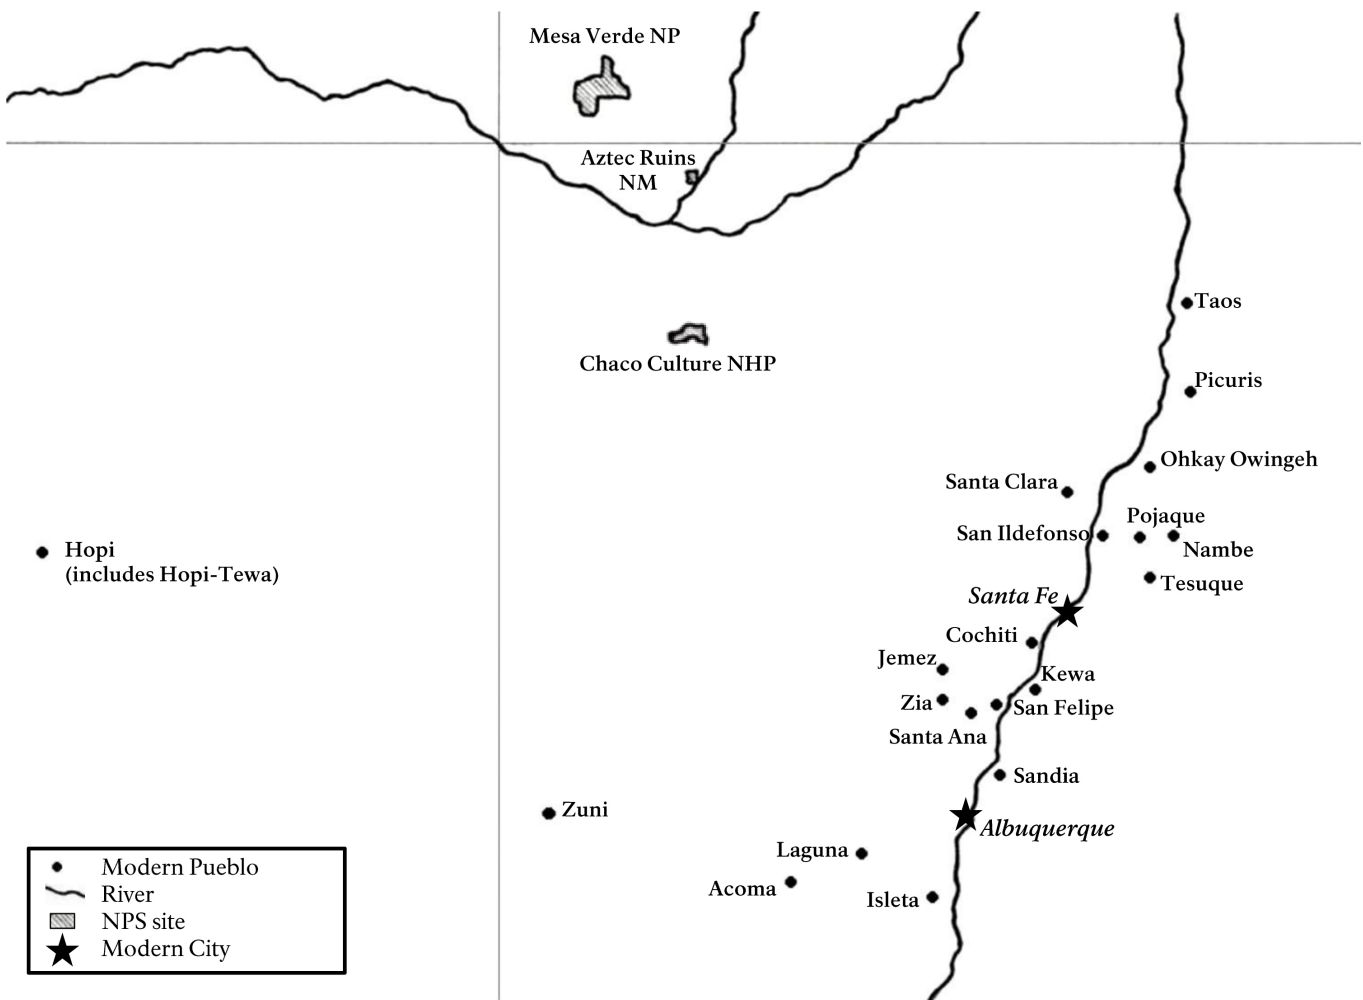 Mesa Verde NP
Aztec Ruins
NM
Chaco Culture NHP
Taos
Picuris
Ohkay Owingeh
Santa Clara
Pojaque
San Ildefonso
Nambe
Hopi
(includes Hopi-Tewa)
Tesuque
Santa Fe
Cochiti
Jemez
Kewa
Zia
San Felipe
Santa Ana
Sandia
Zuni
Albuquerque
Laguna
Acoma
Isleta
Modern Pueblo
River
NPS site
Modern City